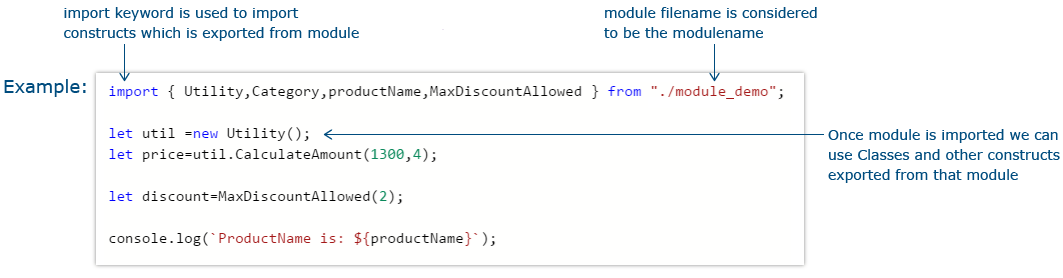 import keyword is used to import
constructs which is exported from module
module filename is considered
to be the modulename
Example:
import { Utility,Category,productName,MaxDiscountAllowed } from "./module_demo";
let util =new Utility();
let price=util.CalculateAmount(1300,4);
let discount=MaxDiscountAllowed(2);
console.log(`ProductName is: ${productName}`);
Once module is imported we can
use Classes and other constructs
exported from that module